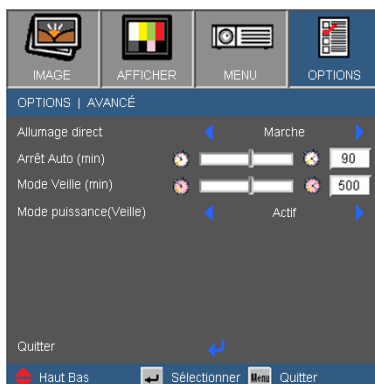 IMAGE AFFICHER MENU OPTIONS
OPTIONS | AVANCÉ
Allumage direct Marche
Arrêt Auto (min) 90
Mode Veille (min) 500
Mode puissance(Veille) Actif
Quitter
Haut Bas Sélectionner Menu Quitter